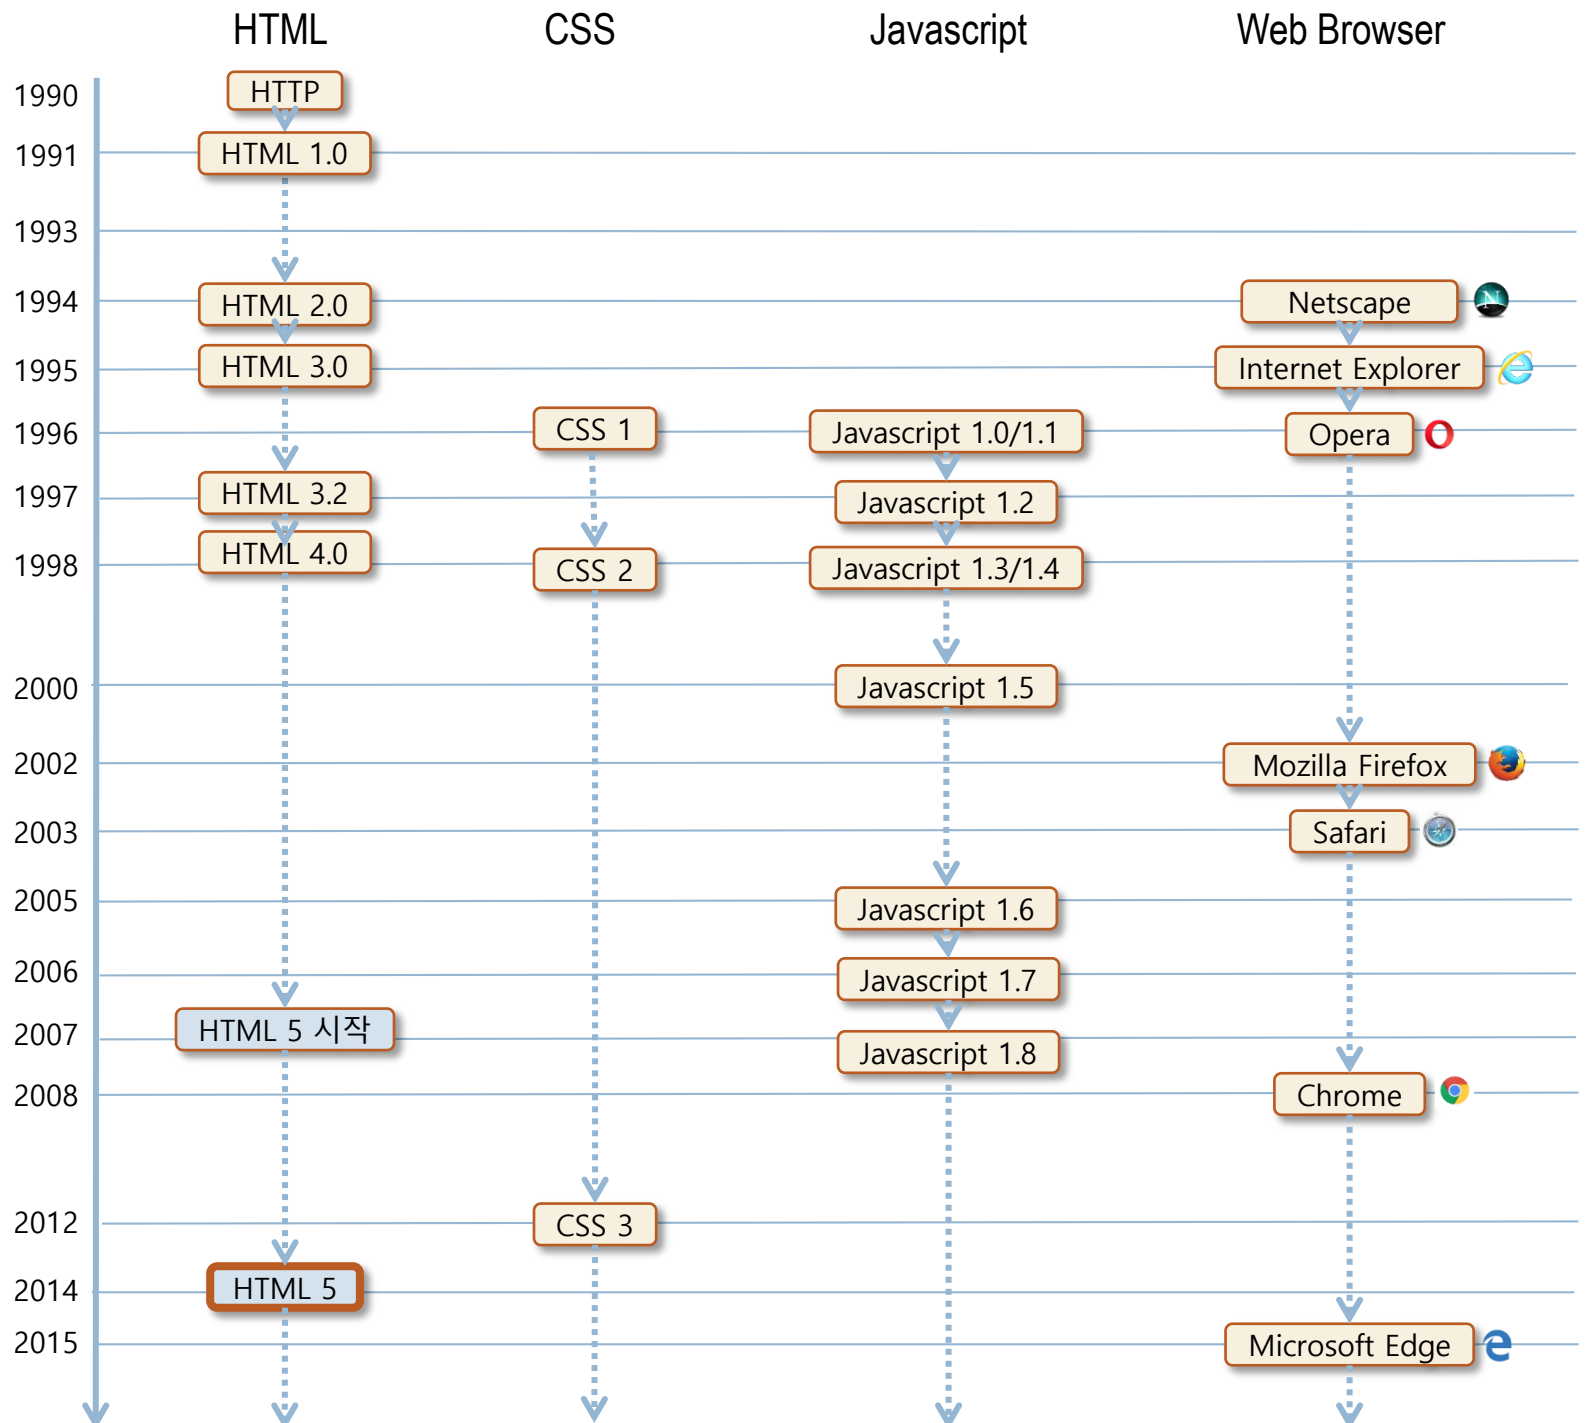 HTML CSS Javascript Web Browser
1990 HTTP
1991 HTML 1.0
1993
1994 HTML 2.0 Netscape N
1995 HTML 3.0 Internet Explorer
1996 CSS 1 Javascript 1.0/1.1 Opera
1997 HTML 3.2 Javascript 1.2
1998 HTML 4.0 CSS 2 Javascript 1.3/1.4
2000 Javascript 1.5
2002 Mozilla Firefox
2003 Safari
2005 Javascript 1.6
2006 Javascript 1.7
2007 HTML 5 시작 Javascript 1.8
2008 Chrome
2012 CSS 3
2014 HTML 5
2015 Microsoft Edge